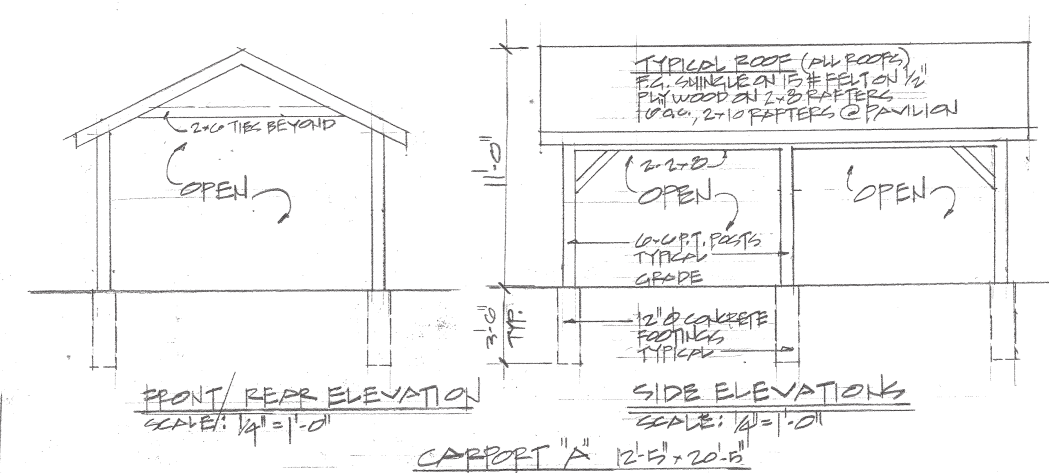 2x6 TIES BEYOND
OPEN
FRONT/REAR ELEVATION
SCALE: 1/4" = 1'-0"
11'-0"
3'-6"
TYP.
TYPICAL ROOF (ALL ROOFS)
F.G. SHINGLE ON 15# FELT ON 1/2"
PLYWOOD ON 2x8 RAFTERS
16"o.c., 2x10 RAFTERS @ PAVILION
2-2x8
OPEN
OPEN
6x6 P.T. POSTS
TYPICAL
GRADE
12"Ø CONCRETE
FOOTINGS
TYPICAL
SIDE ELEVATIONS
SCALE: 1/4" = 1'-0"
CARPORT "A" 12'-5" x 20'-5"